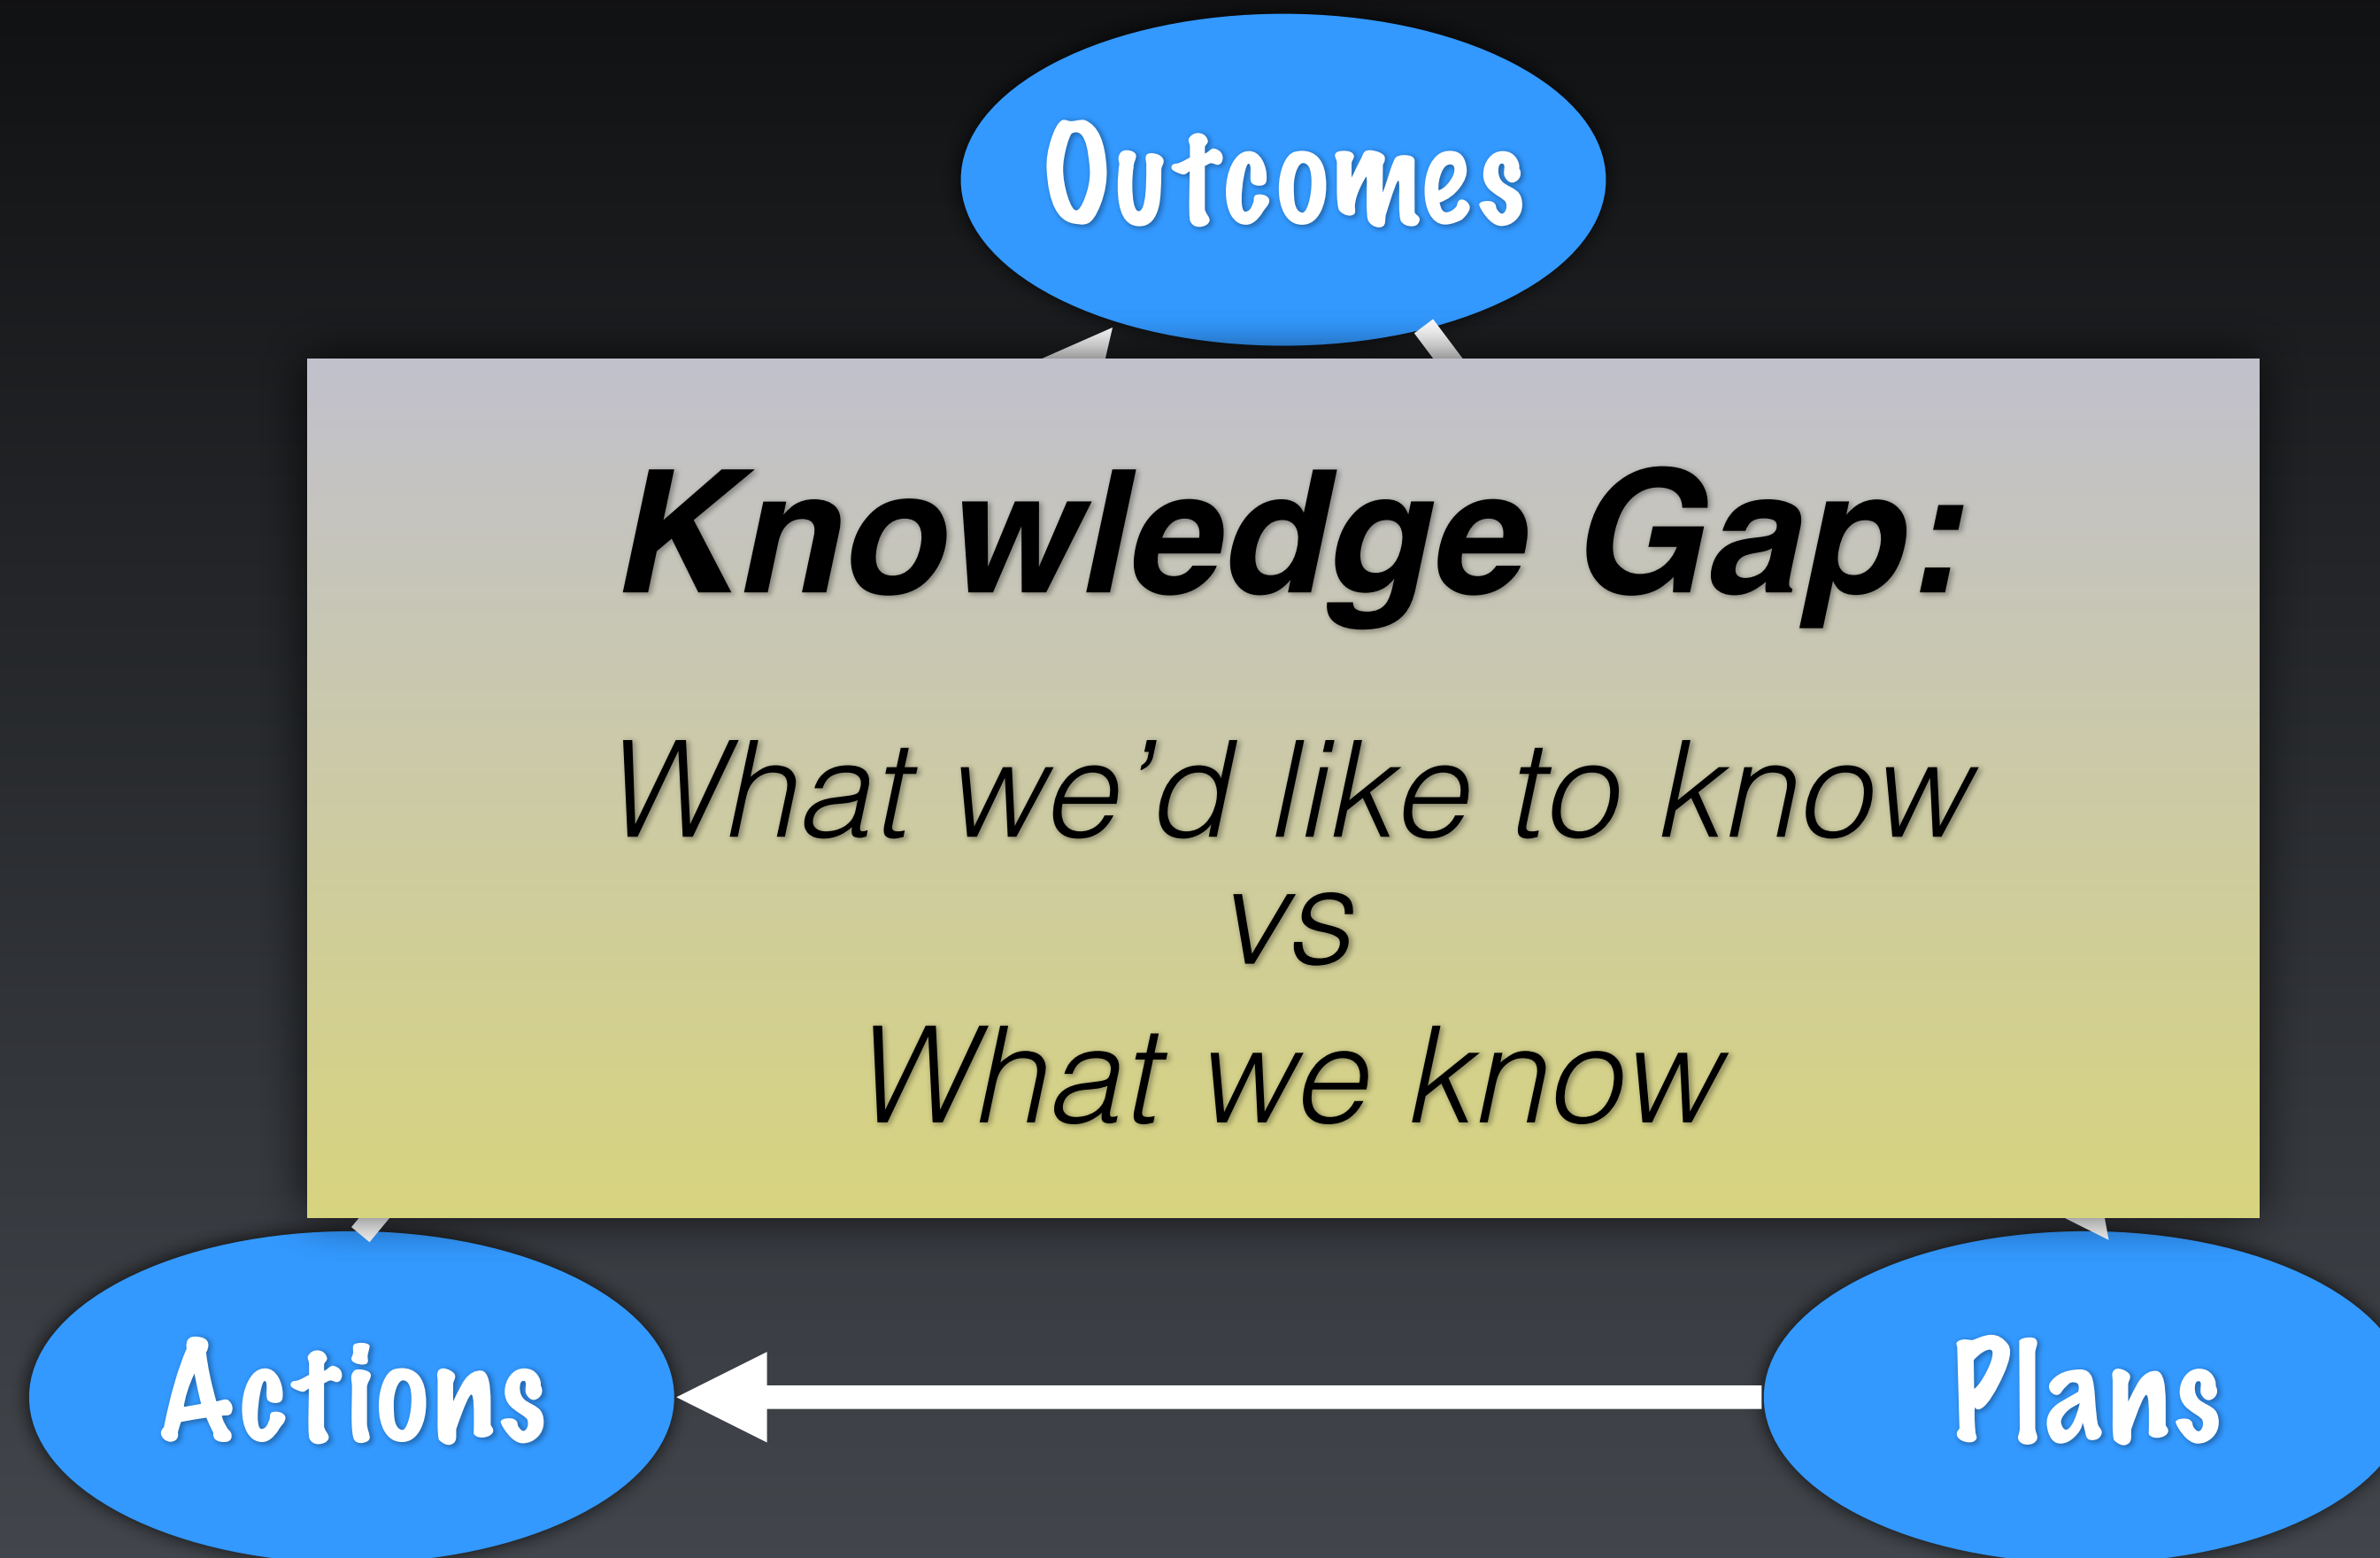 Outcomes
Knowledge Gap:
What we’d like to know
vs
What we know
Actions
Plans